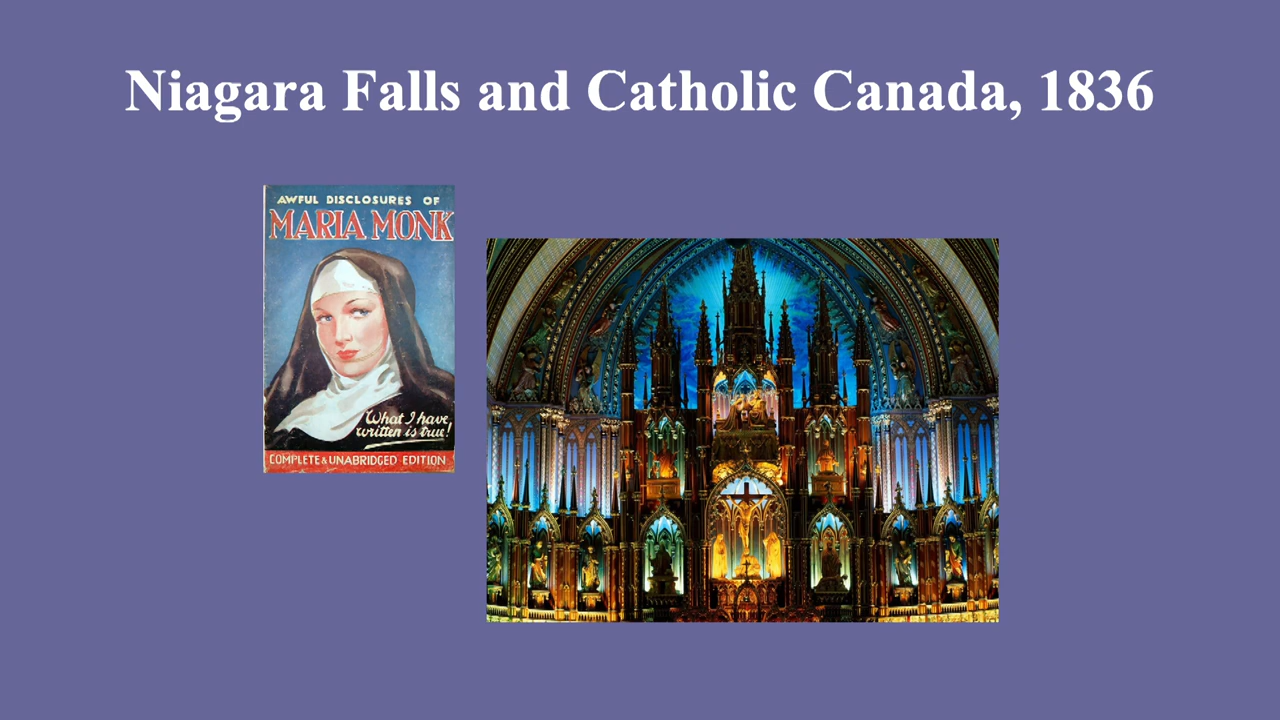 Niagara Falls and Catholic Canada, 1836
AWFUL DISCLOSURES OF
MARIA MONK
What I have
written is true!
COMPLETE & UNABRIDGED EDITION